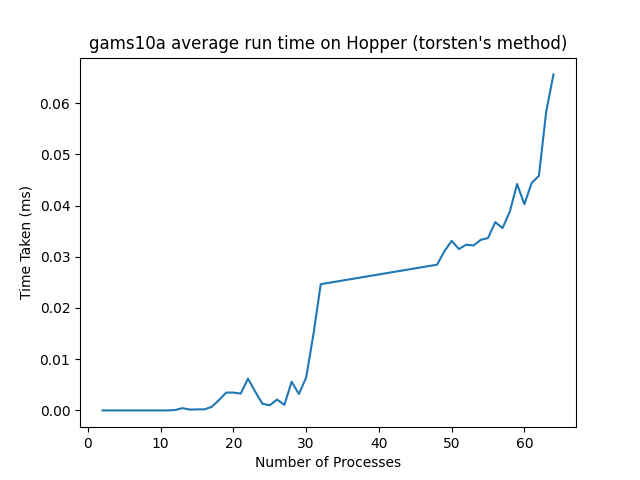 gams10a average run time on Hopper (torsten's method)
0.06
0.05
0.04
0.03
0.02
0.01
0.00
Time Taken (ms)
0 10 20 30 40 50 60
Number of Processes